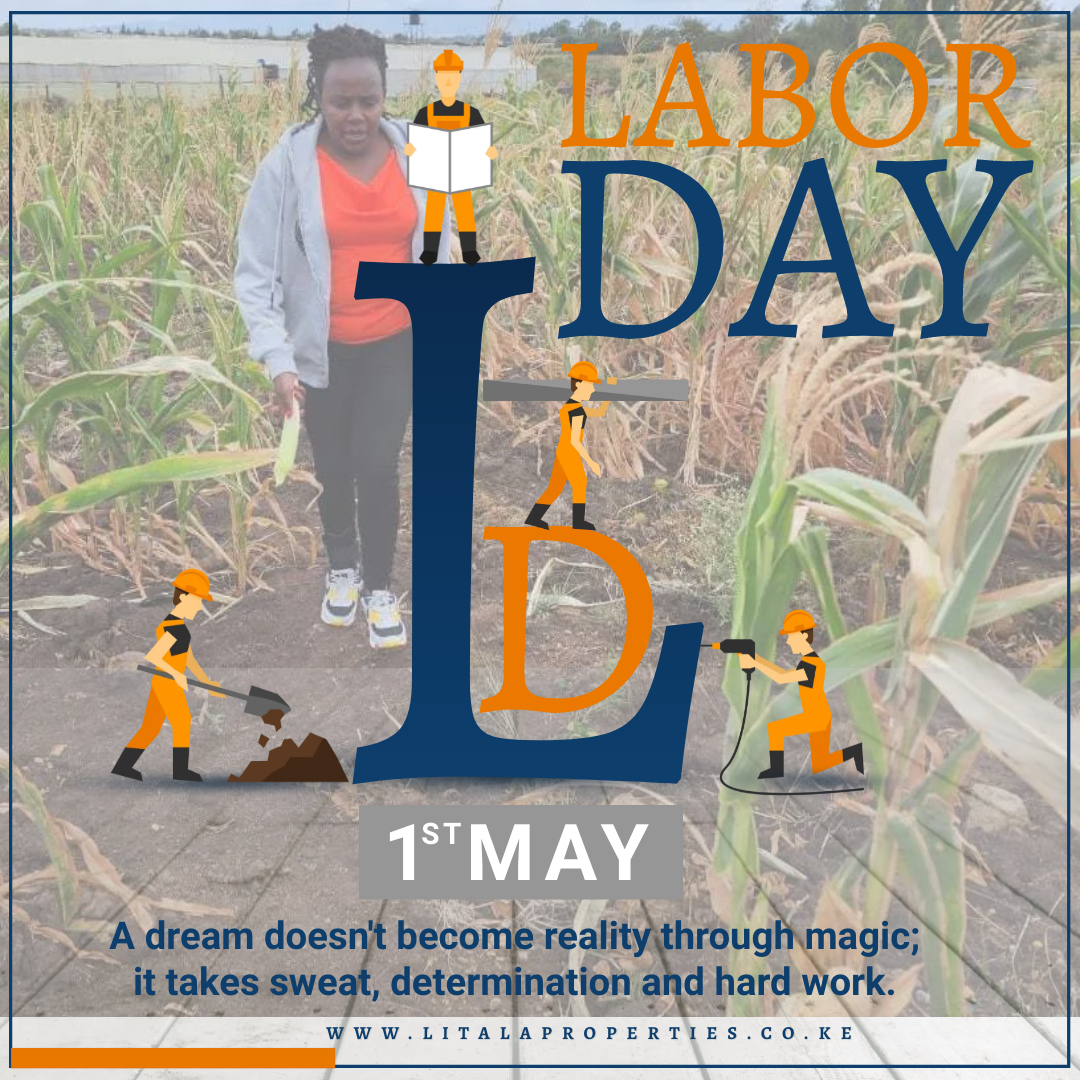 LABOR
DAY
L
D
1ST MAY
A dream doesn't become reality through magic;
it takes sweat, determination and hard work.
WWW.LITALAPROPERTIES.CO.KE